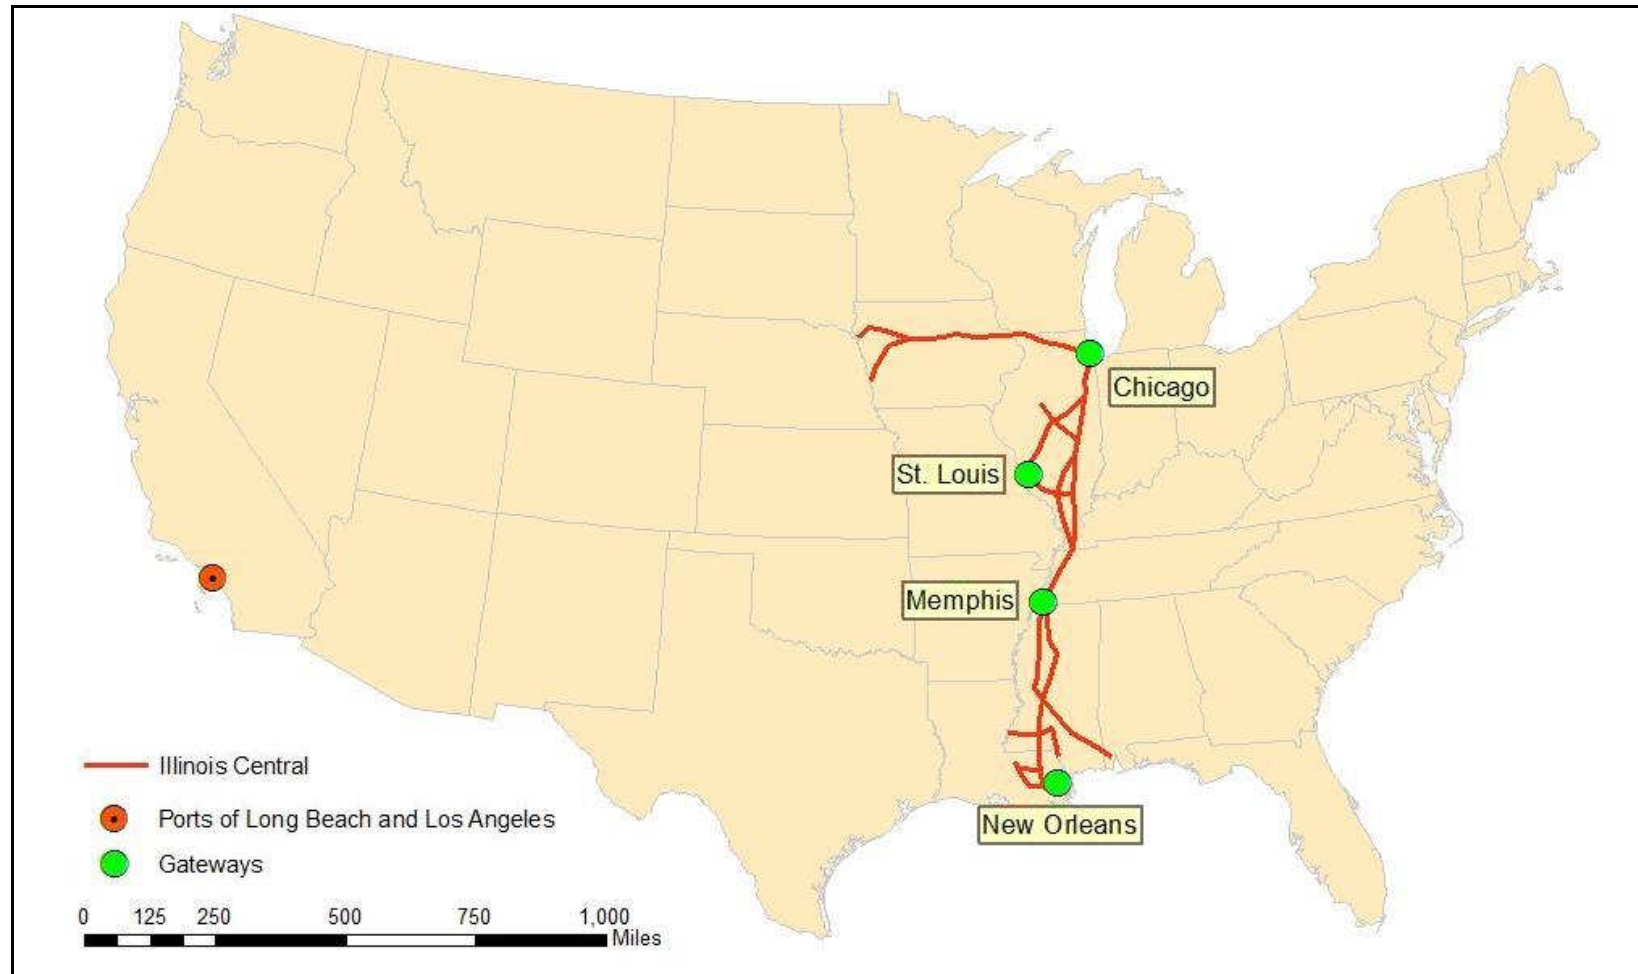 Chicago
St. Louis
Memphis
New Orleans
Illinois Central
Ports of Long Beach and Los Angeles
Gateways
0 125 250 500 750 1,000
Miles